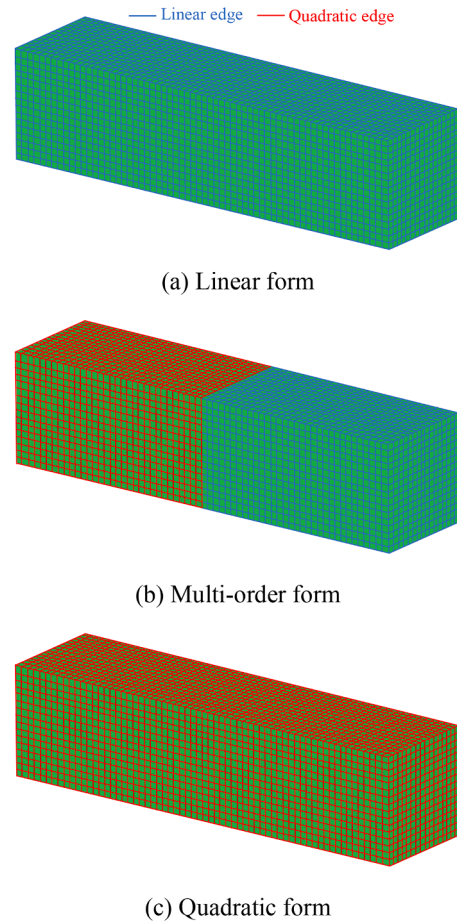 Linear edge Quadratic edge
(a) Linear form
(b) Multi-order form
(c) Quadratic form